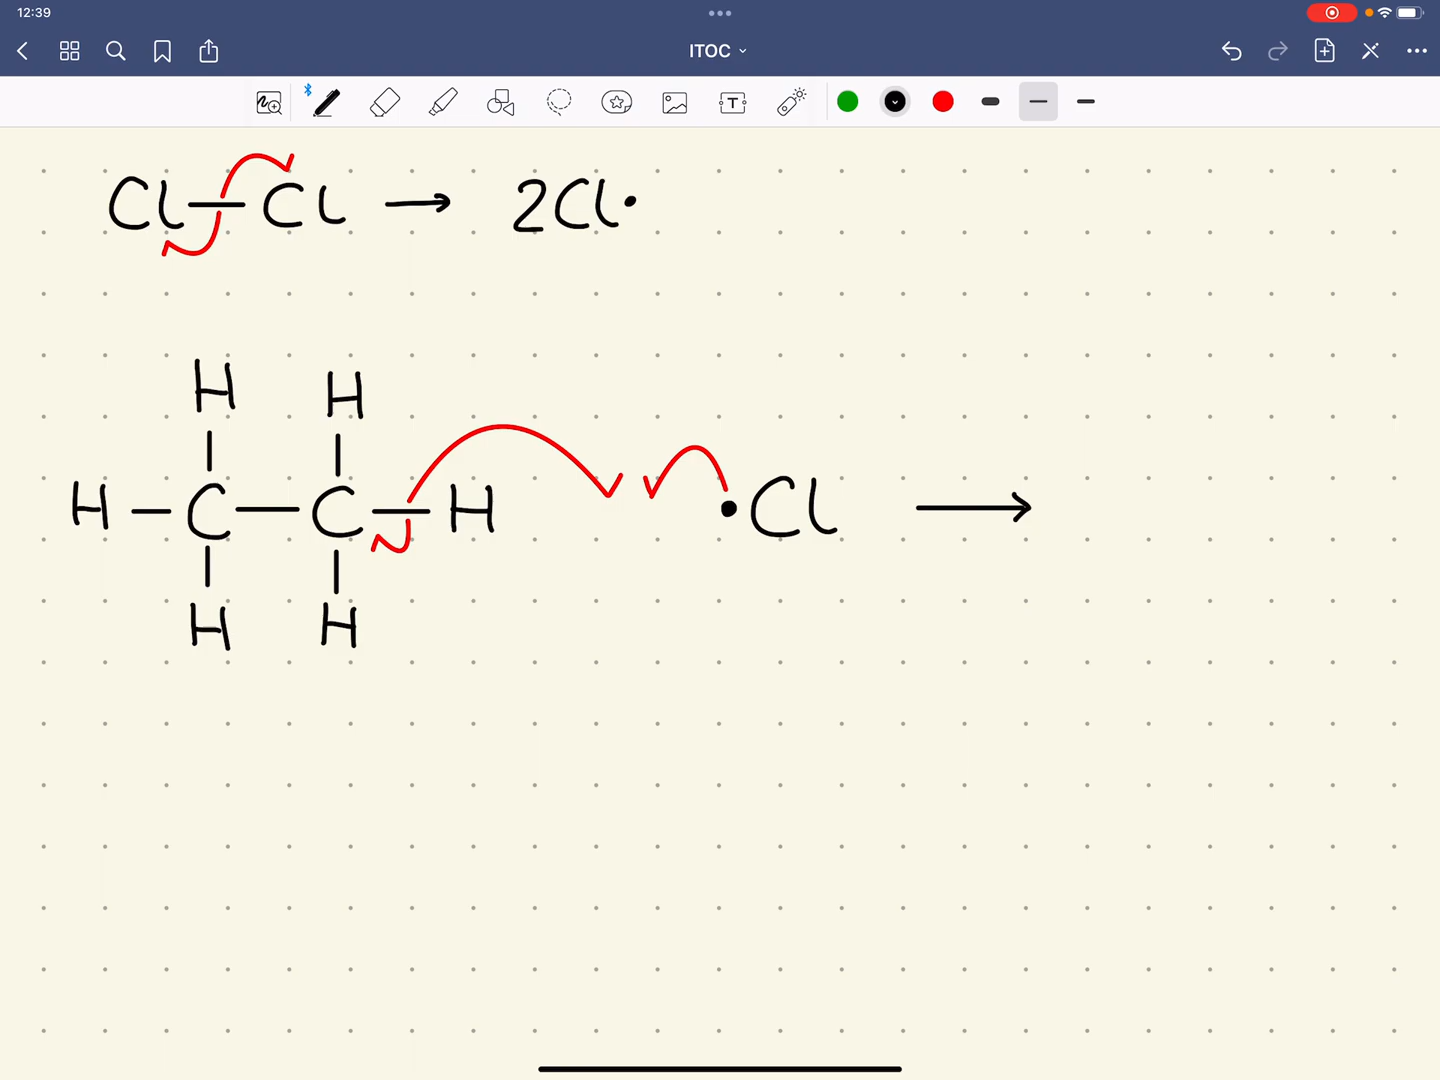 12:39
ITOC
T
Cl—Cl → 2Cl•
H H
H—C—C—H •Cl →
H H